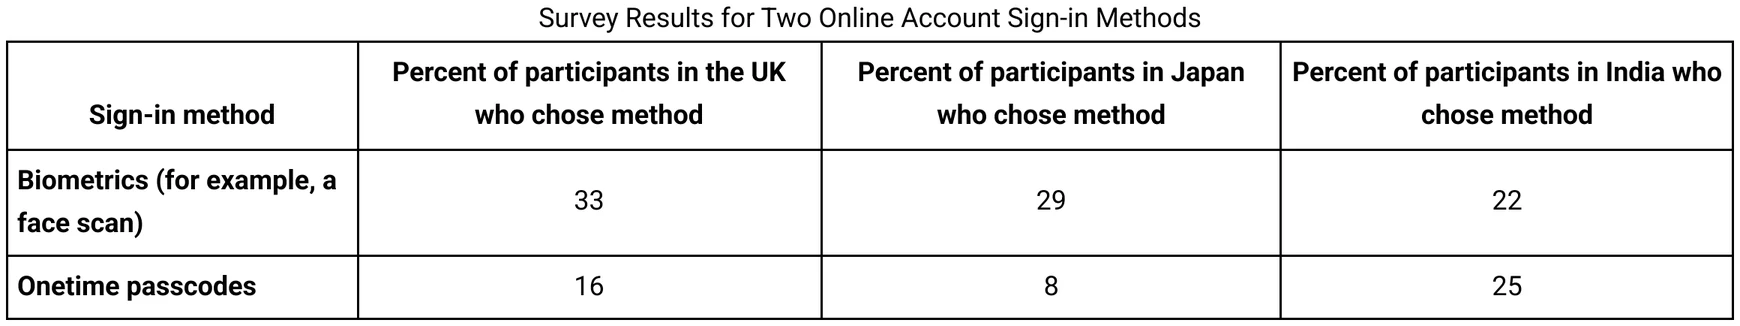 Survey Results for Two Online Account Sign-in Methods
Sign-in method
Percent of participants in the UK
who chose method
Percent of participants in Japan
who chose method
Percent of participants in India who
chose method
Biometrics (for example, a
face scan)
33
29
22
Onetime passcodes
16
8
25